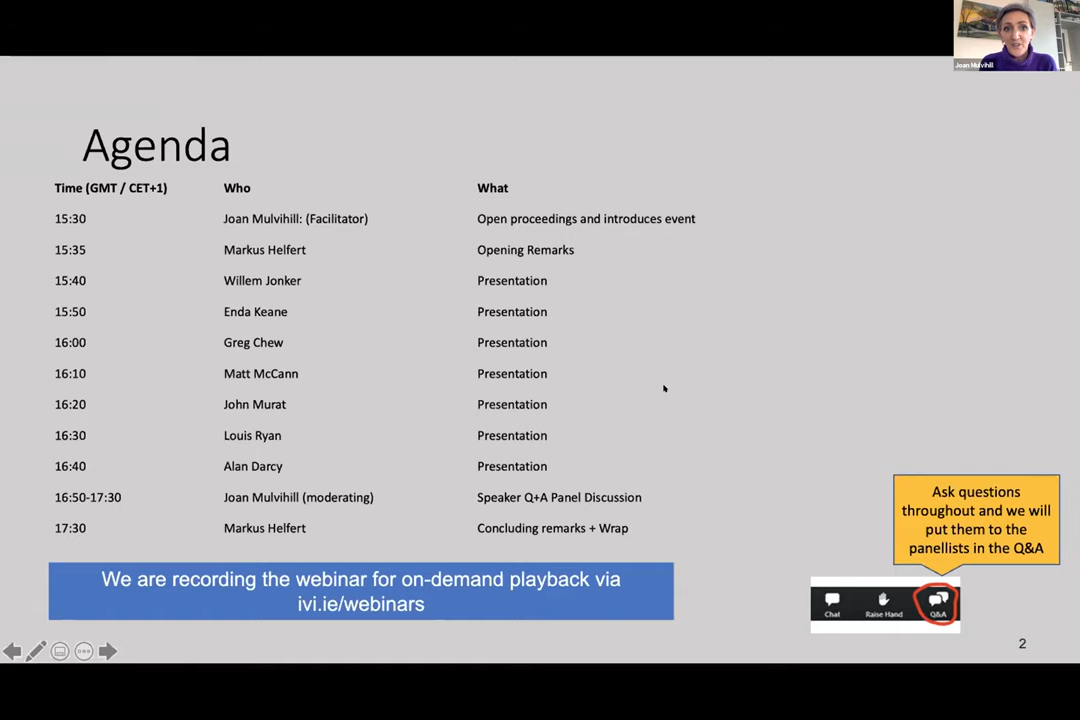 Joan Mulvihill
Agenda
Time (GMT / CET+1) Who What
15:30 Joan Mulvihill: (Facilitator) Open proceedings and introduces event
15:35 Markus Helfert Opening Remarks
15:40 Willem Jonker Presentation
15:50 Enda Keane Presentation
16:00 Greg Chew Presentation
16:10 Matt McCann Presentation
16:20 John Murat Presentation
16:30 Louis Ryan Presentation
16:40 Alan Darcy Presentation
16:50-17:30 Joan Mulvihill (moderating) Speaker Q+A Panel Discussion
17:30 Markus Helfert Concluding remarks + Wrap
Ask questions
throughout and we will
put them to the
panellists in the Q&A
We are recording the webinar for on-demand playback via
ivi.ie/webinars
Chat Raise Hand Q&A
2